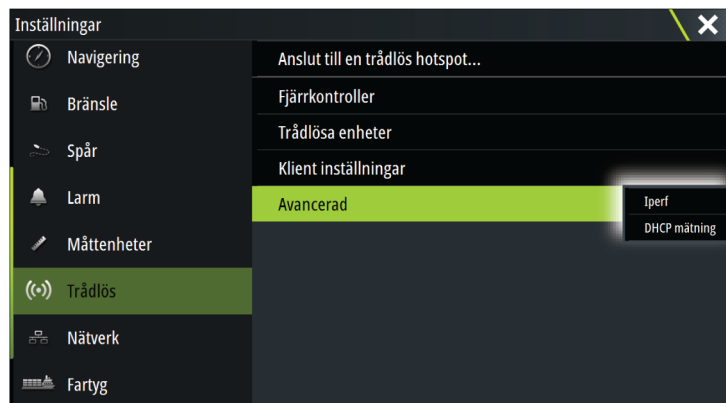 Inställningar
Navigering
Bränsle
Spår
Larm
Måttenheter
Trådlös
Nätverk
Fartyg
Anslut till en trådlös hotspot...
Fjärrkontroller
Trådlösa enheter
Klient inställningar
Avancerad
Iperf
DHCP mätning